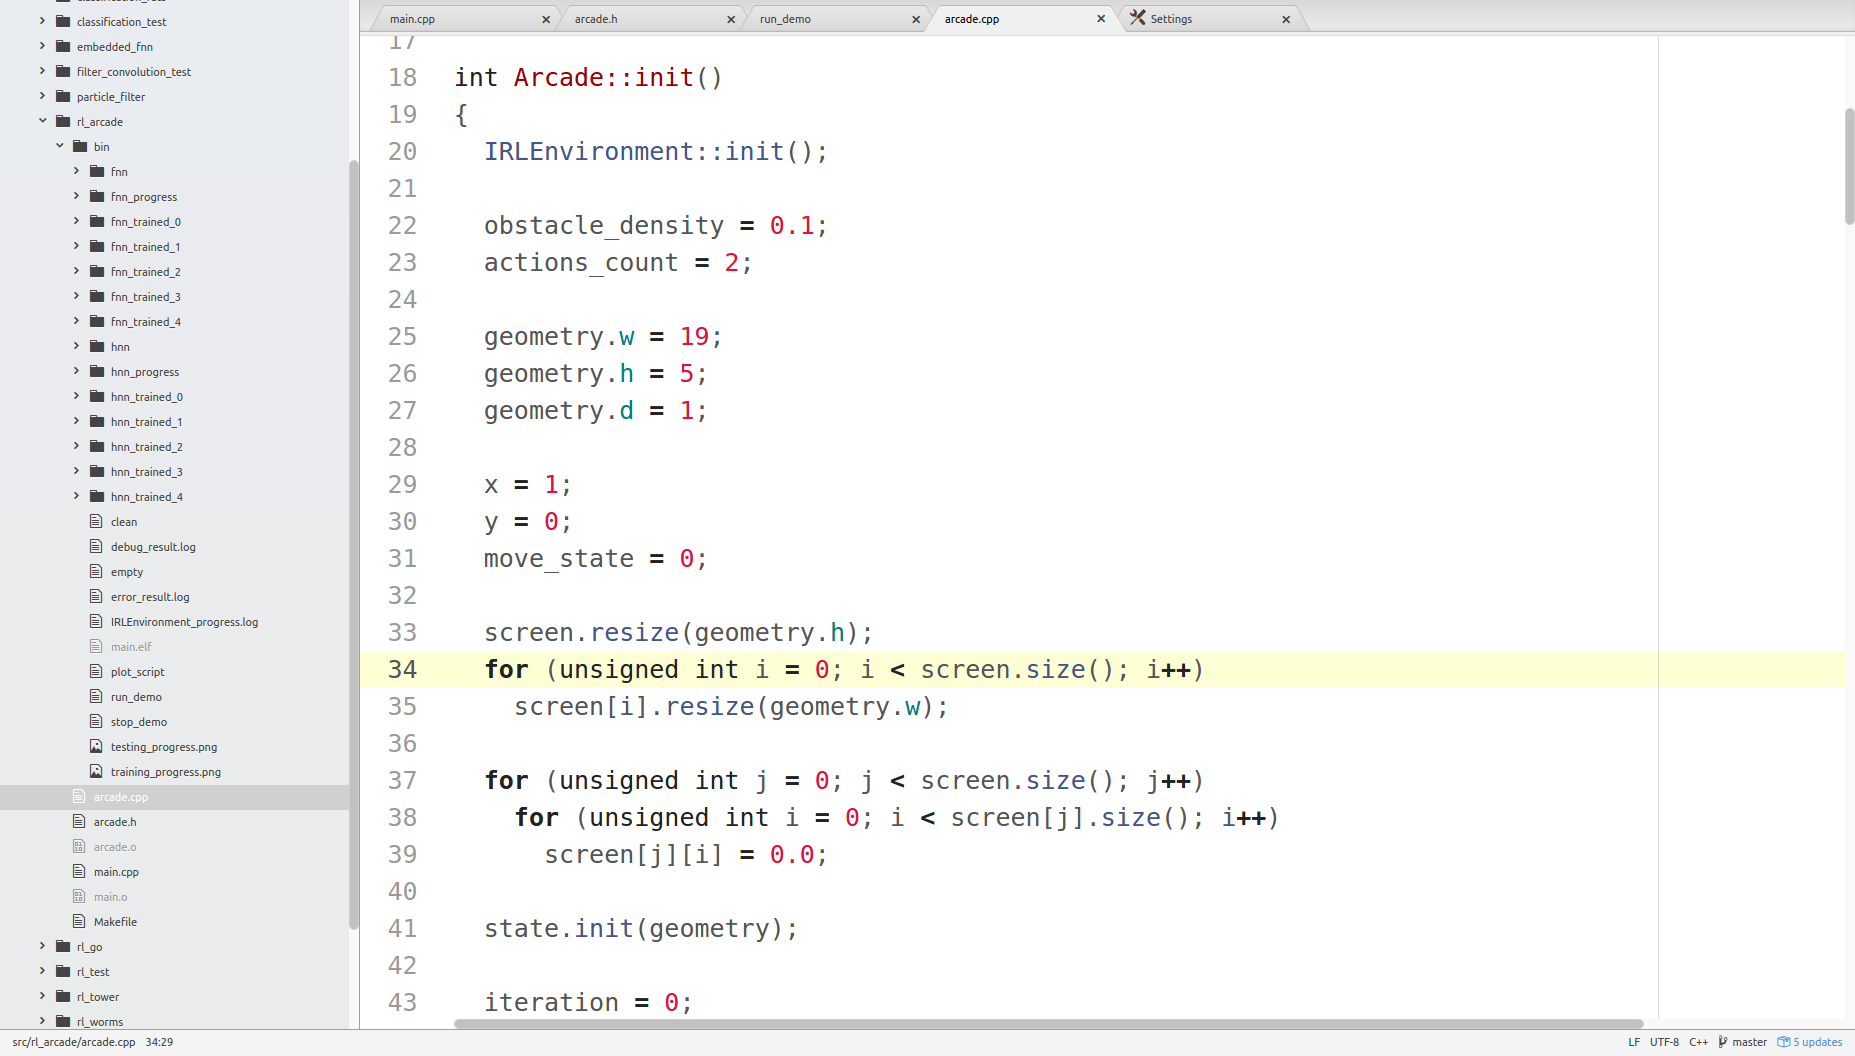 classification_test
embedded_fnn
filter_convolution_test
particle_filter
rl_arcade
bin
fnn
fnn_progress
fnn_trained_0
fnn_trained_1
fnn_trained_2
fnn_trained_3
fnn_trained_4
hnn
hnn_progress
hnn_trained_0
hnn_trained_1
hnn_trained_2
hnn_trained_3
hnn_trained_4
clean
debug_result.log
empty
error_result.log
IRLEnvironment_progress.log
main.elf
plot_script
run_demo
stop_demo
testing_progress.png
training_progress.png
arcade.cpp
arcade.h
arcade.o
main.cpp
main.o
Makefile
rl_go
rl_test
rl_tower
rl_worms
main.cpp arcade.h run_demo arcade.cpp Settings
17
18 int Arcade::init()
19 {
20 IRLEnvironment::init();
21
22 obstacle_density = 0.1;
23 actions_count = 2;
24
25 geometry.w = 19;
26 geometry.h = 5;
27 geometry.d = 1;
28
29 x = 1;
30 y = 0;
31 move_state = 0;
32
33 screen.resize(geometry.h);
34 for (unsigned int i = 0; i < screen.size(); i++)
35 screen[i].resize(geometry.w);
36
37 for (unsigned int j = 0; j < screen.size(); j++)
38 for (unsigned int i = 0; i < screen[j].size(); i++)
39 screen[j][i] = 0.0;
40
41 state.init(geometry);
42
43 iteration = 0;
src/rl_arcade/arcade.cpp 34:29 LF UTF-8 C++ master 5 updates